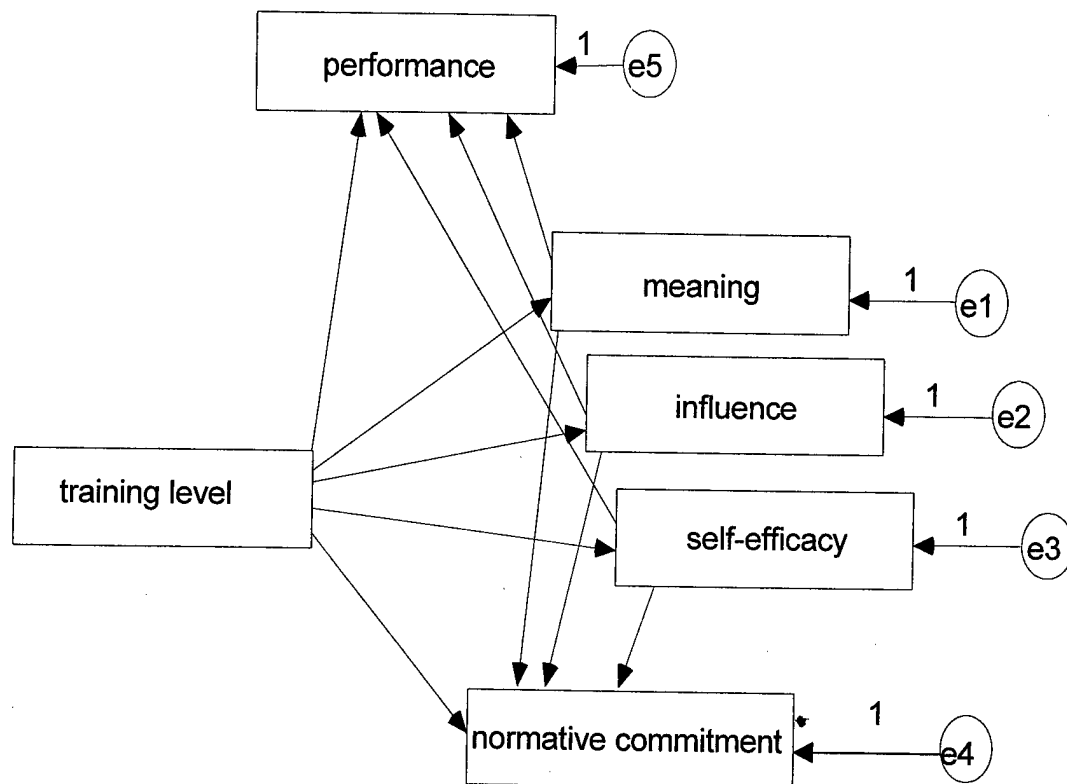 performance
1
e5
meaning
1
e1
influence
1
e2
training level
self-efficacy
1
e3
normative commitment
1
e4